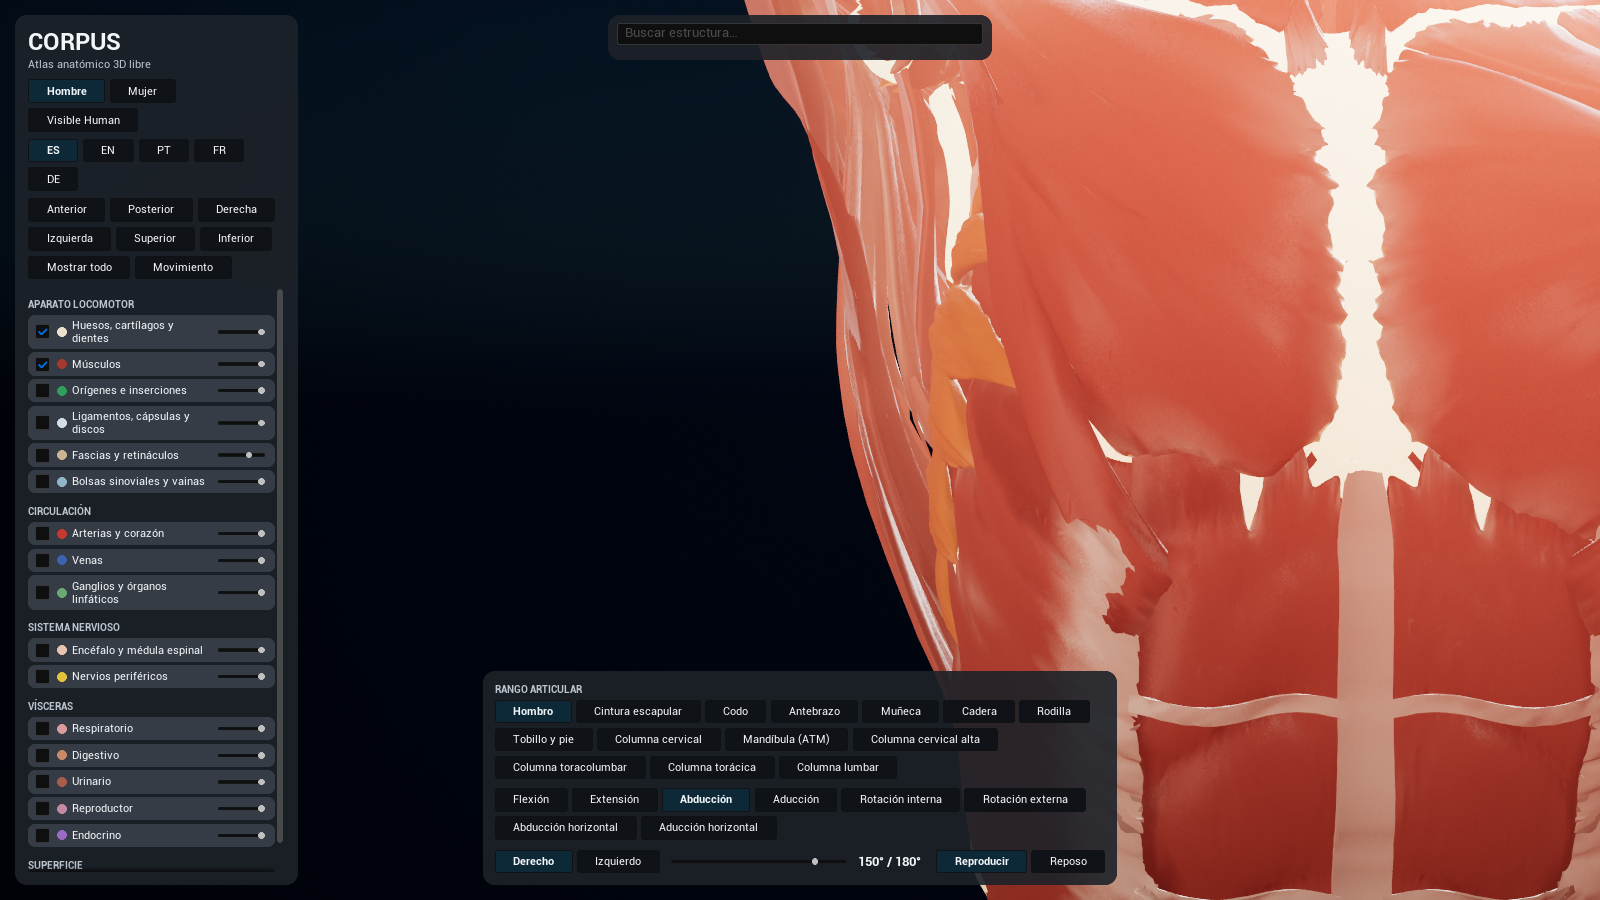 CORPUS
Atlas anatómico 3D libre
Hombre Mujer
Visible Human
ES EN PT FR
DE
Anterior Posterior Derecha
Izquierda Superior Inferior
Mostrar todo Movimiento
APARATO LOCOMOTOR
Huesos, cartílagos y
dientes
Músculos
Orígenes e inserciones
Ligamentos, cápsulas y
discos
Fascias y retináculos
Bolsas sinoviales y vainas
CIRCULACIÓN
Arterias y corazón
Venas
Ganglios y órganos
linfáticos
SISTEMA NERVIOSO
Encéfalo y médula espinal
Nervios periféricos
VÍSCERAS
Respiratorio
Digestivo
Urinario
Reproductor
Endocrino
SUPERFICIE
Buscar estructura...
RANGO ARTICULAR
Hombro Cintura escapular Codo Antebrazo Muñeca Cadera Rodilla
Tobillo y pie Columna cervical Mandíbula (ATM) Columna cervical alta
Columna toracolumbar Columna torácica Columna lumbar
Flexión Extensión Abducción Aducción Rotación interna Rotación externa
Abducción horizontal Aducción horizontal
Derecho Izquierdo 150° / 180° Reproducir Reposo